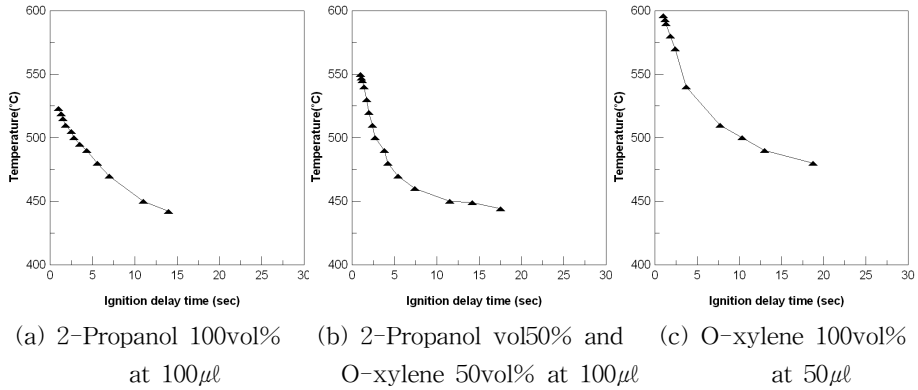 600
550
500
450
400
Temperature(°C)
0 5 10 15 20 25 30
Ignition delay time (sec)
600
550
500
450
400
Temperature(°C)
0 5 10 15 20 25 30
Ignition delay time (sec)
600
550
500
450
400
Temperature(°C)
0 5 10 15 20 25 30
Ignition delay time (sec)
(a) 2-Propanol 100vol%
at 100㎕
(b) 2-Propanol vol50% and
O-xylene 50vol% at 100㎕
(c) O-xylene 100vol%
at 50㎕